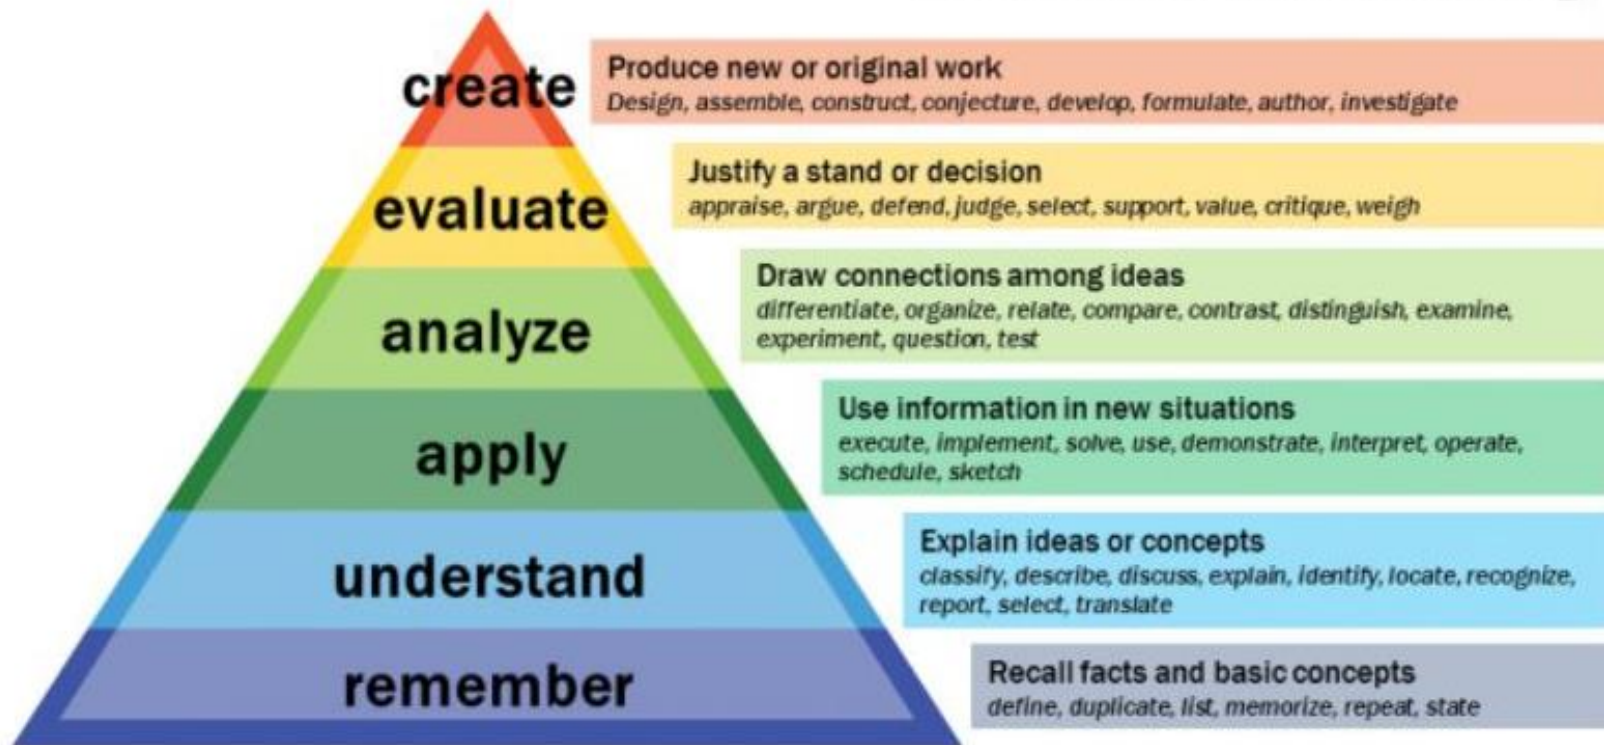 create
Produce new or original work
Design, assemble, construct, conjecture, develop, formulate, author, investigate
evaluate
Justify a stand or decision
appraise, argue, defend, judge, select, support, value, critique, weigh
analyze
Draw connections among ideas
differentiate, organize, relate, compare, contrast, distinguish, examine,
experiment, question, test
apply
Use information in new situations
execute, implement, solve, use, demonstrate, interpret, operate,
schedule, sketch
understand
Explain ideas or concepts
classify, describe, discuss, explain, identify, locate, recognize,
report, select, translate
remember
Recall facts and basic concepts
define, duplicate, list, memorize, repeat, state